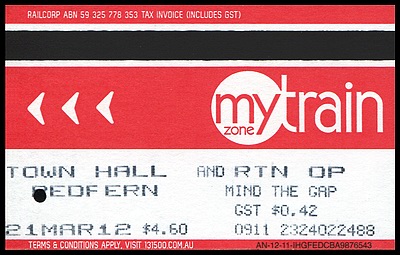 RAILCORP ABN 59 325 778 353 TAX INVOICE (INCLUDES GST)
my train
zone
TOWN HALL AND RTN OP
REDFERN MIND THE GAP
GST $0.42
21MAR12 $4.60 0911 2324022488
TERMS & CONDITIONS APPLY, VISIT 131500.COM.AU AN-12-11-IHGFEDCBA9876543